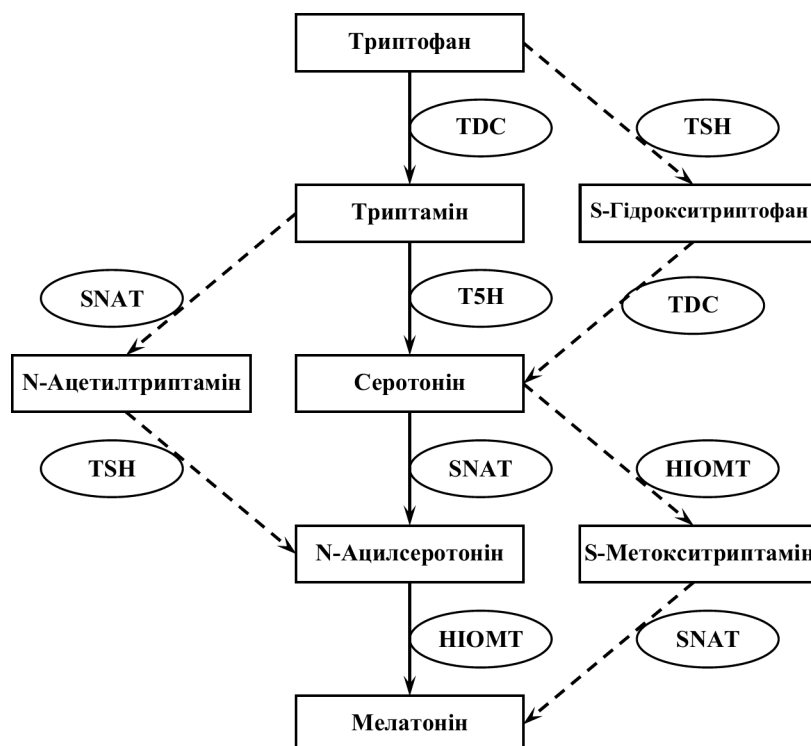 Триптофан
TDC
TSH
Триптамін
S-Гідрокситриптофан
SNAT
T5H
TDC
N-Ацетилтриптамін
Серотонін
TSH
SNAT
HIOMT
N-Ацилсеротонін
S-Метокситриптамін
HIOMT
SNAT
Мелатонін